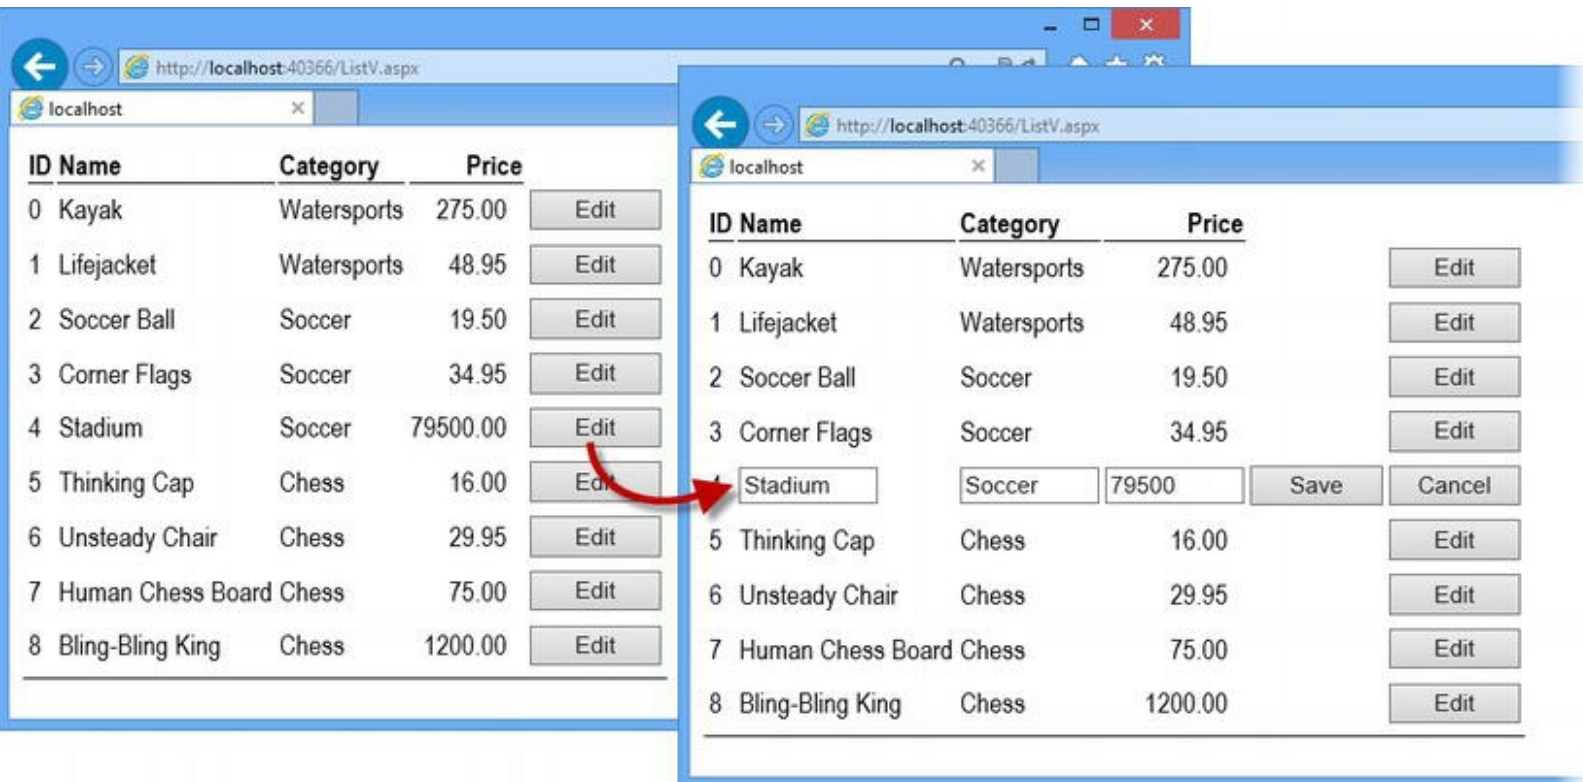 http://localhost:40366/ListV.aspx
localhost
ID Name Category Price
0 Kayak Watersports 275.00 Edit
1 Lifejacket Watersports 48.95 Edit
2 Soccer Ball Soccer 19.50 Edit
3 Corner Flags Soccer 34.95 Edit
4 Stadium Soccer 79500.00 Edit
5 Thinking Cap Chess 16.00 Edit
6 Unsteady Chair Chess 29.95 Edit
7 Human Chess Board Chess 75.00 Edit
8 Bling-Bling King Chess 1200.00 Edit
http://localhost:40366/ListV.aspx
localhost
ID Name Category Price
0 Kayak Watersports 275.00 Edit
1 Lifejacket Watersports 48.95 Edit
2 Soccer Ball Soccer 19.50 Edit
3 Corner Flags Soccer 34.95 Edit
4 Stadium Soccer 79500 Save Cancel
5 Thinking Cap Chess 16.00 Edit
6 Unsteady Chair Chess 29.95 Edit
7 Human Chess Board Chess 75.00 Edit
8 Bling-Bling King Chess 1200.00 Edit